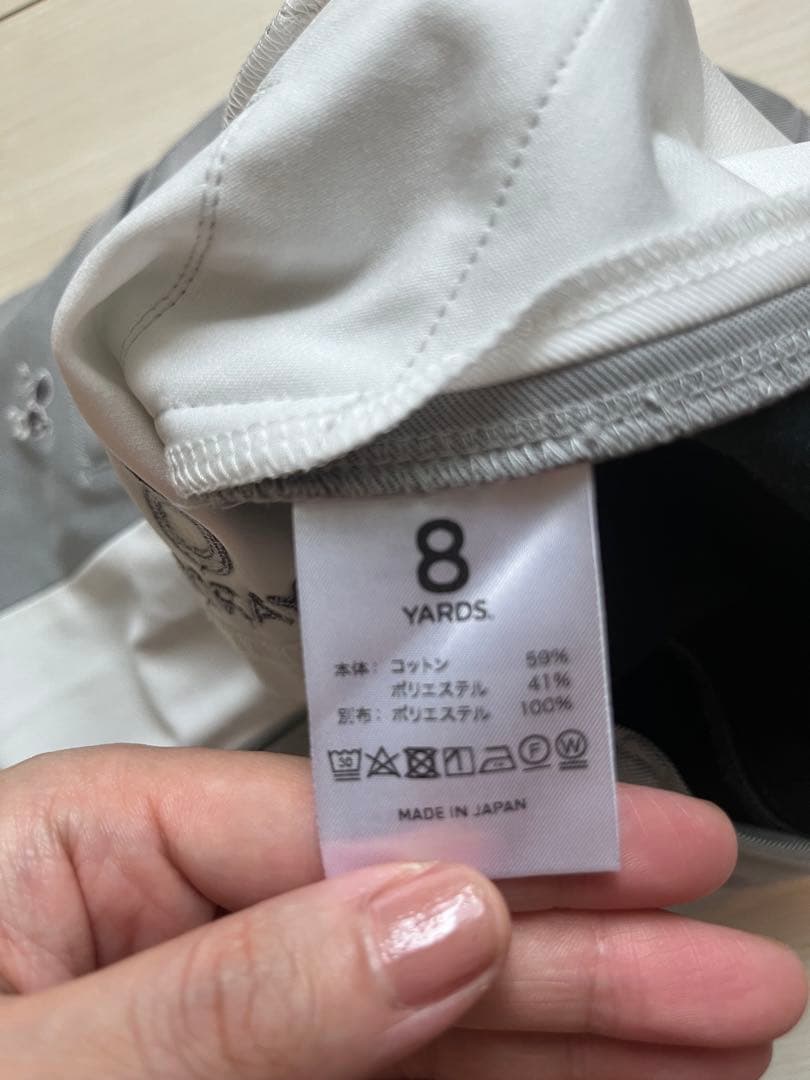 8
YARDS.
本体: コットン 59%
ポリエステル 41%
別布: ポリエステル 100%
30 F W
MADE IN JAPAN